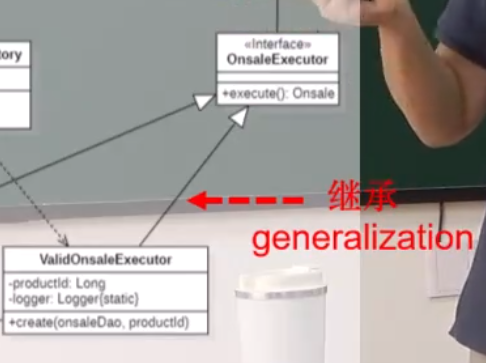 tory
«Interface»
OnsaleExecutor
+execute(): Onsale
继承
generalization
ValidOnsaleExecutor
-productId: Long
-logger: Logger{static}
+create(onsaleDao, productId)